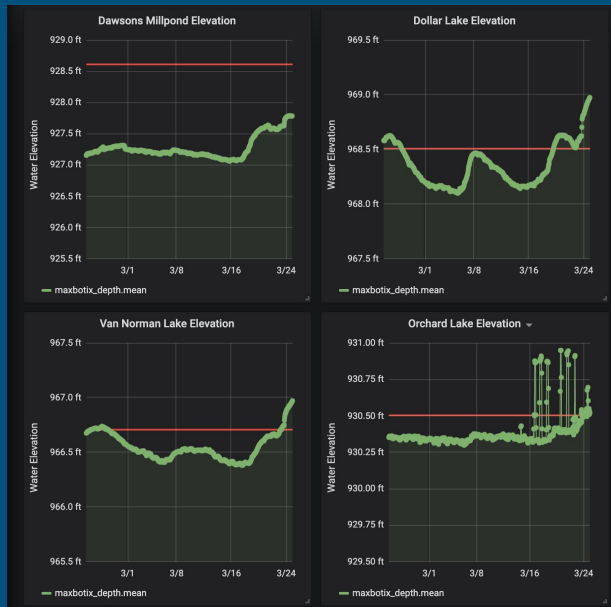 Dawsons Millpond Elevation
929.0 ft
928.5 ft
928.0 ft
927.5 ft
927.0 ft
926.5 ft
926.0 ft
925.5 ft
Water Elevation
3/1 3/8 3/16 3/24
maxbotix_depth.mean
Dollar Lake Elevation
969.5 ft
969.0 ft
968.5 ft
968.0 ft
967.5 ft
Water Elevation
3/1 3/8 3/16 3/24
maxbotix_depth.mean
Van Norman Lake Elevation
967.5 ft
967.0 ft
966.5 ft
966.0 ft
965.5 ft
Water Elevation
3/1 3/8 3/16 3/24
maxbotix_depth.mean
Orchard Lake Elevation
931.00 ft
930.75 ft
930.50 ft
930.25 ft
930.00 ft
929.75 ft
929.50 ft
Water Elevation
3/1 3/8 3/16 3/24
maxbotix_depth.mean